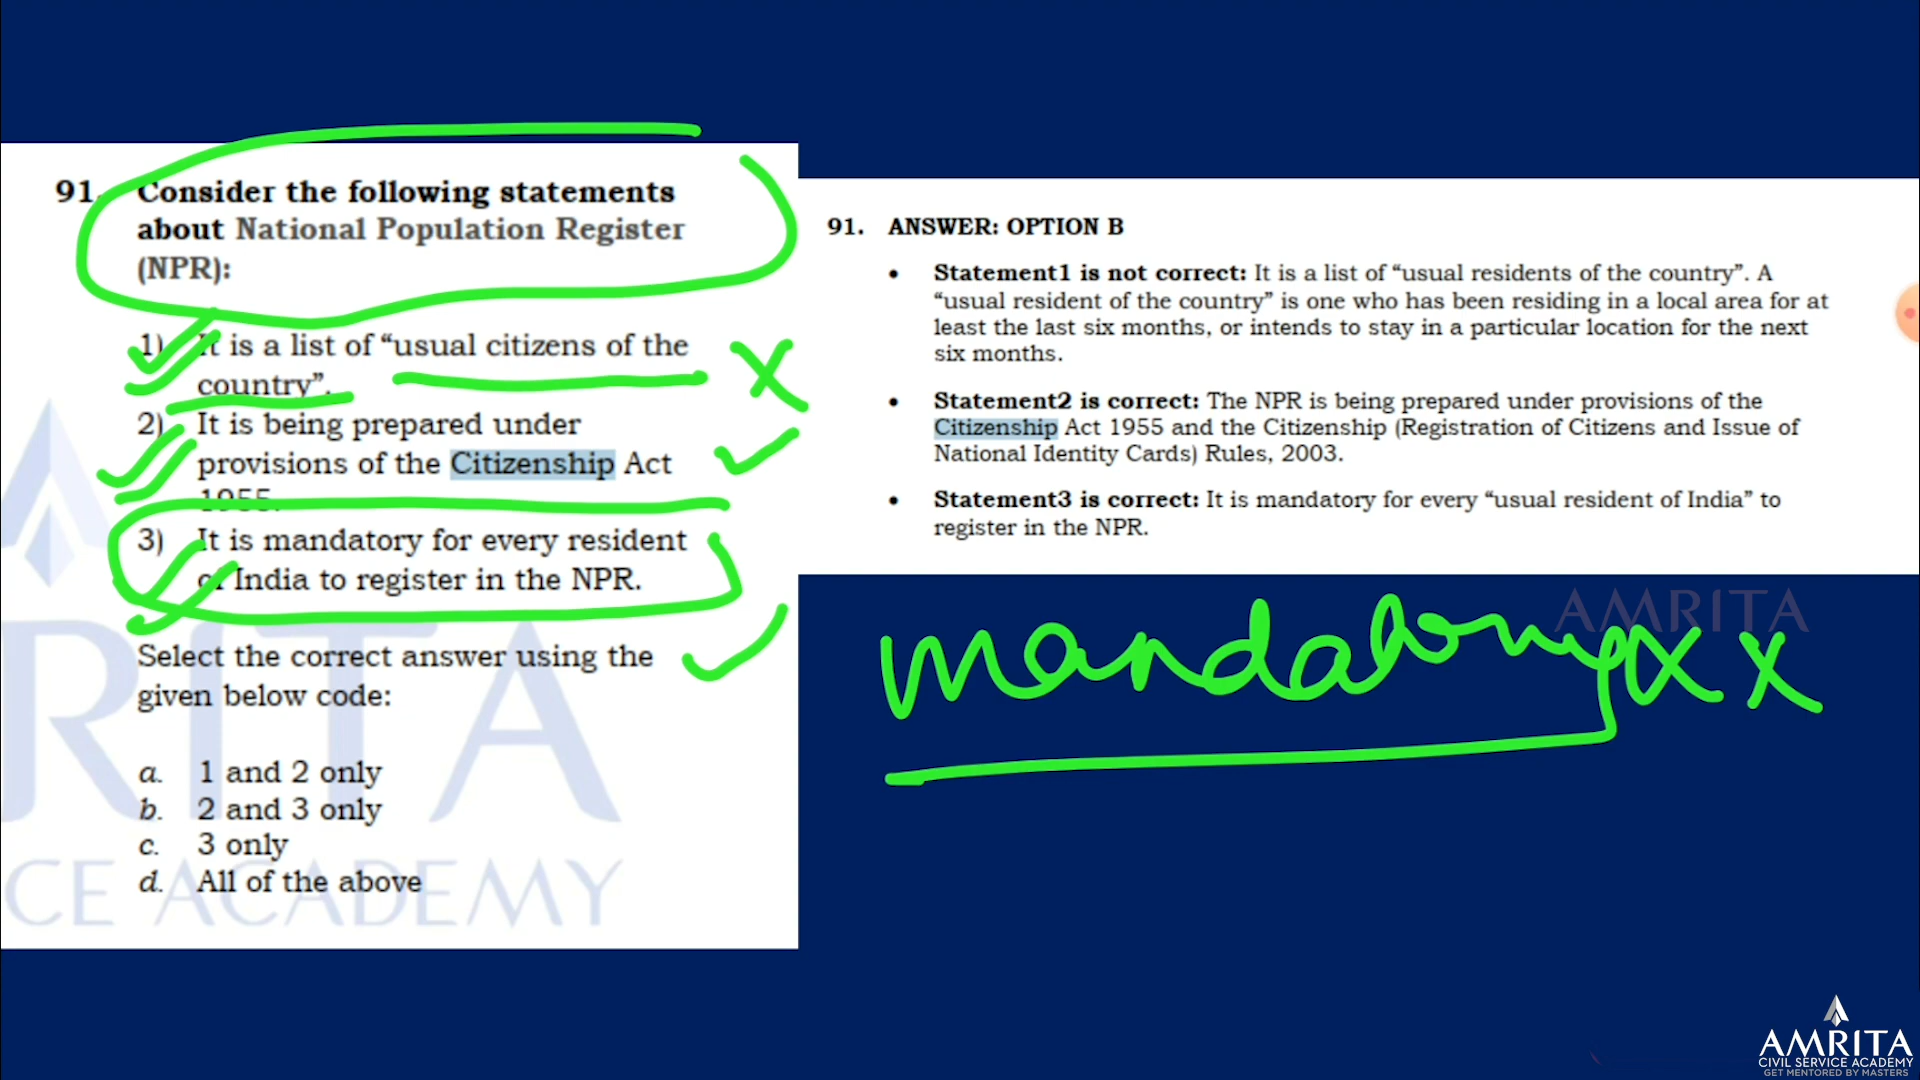 91. Consider the following statements
about National Population Register
(NPR):
1) It is a list of “usual citizens of the
country”.
2) It is being prepared under
provisions of the Citizenship Act
1955.
3) It is mandatory for every resident
of India to register in the NPR.
Select the correct answer using the
given below code:
a. 1 and 2 only
b. 2 and 3 only
c. 3 only
d. All of the above
RITA
CE ACADEMY
91. ANSWER: OPTION B
• Statement1 is not correct: It is a list of “usual residents of the country”. A
“usual resident of the country” is one who has been residing in a local area for at
least the last six months, or intends to stay in a particular location for the next
six months.
• Statement2 is correct: The NPR is being prepared under provisions of the
Citizenship Act 1955 and the Citizenship (Registration of Citizens and Issue of
National Identity Cards) Rules, 2003.
• Statement3 is correct: It is mandatory for every “usual resident of India” to
register in the NPR.
AMRITA
mandatory x x
AMRITA
CIVIL SERVICE ACADEMY
GET MENTORED BY MASTERS